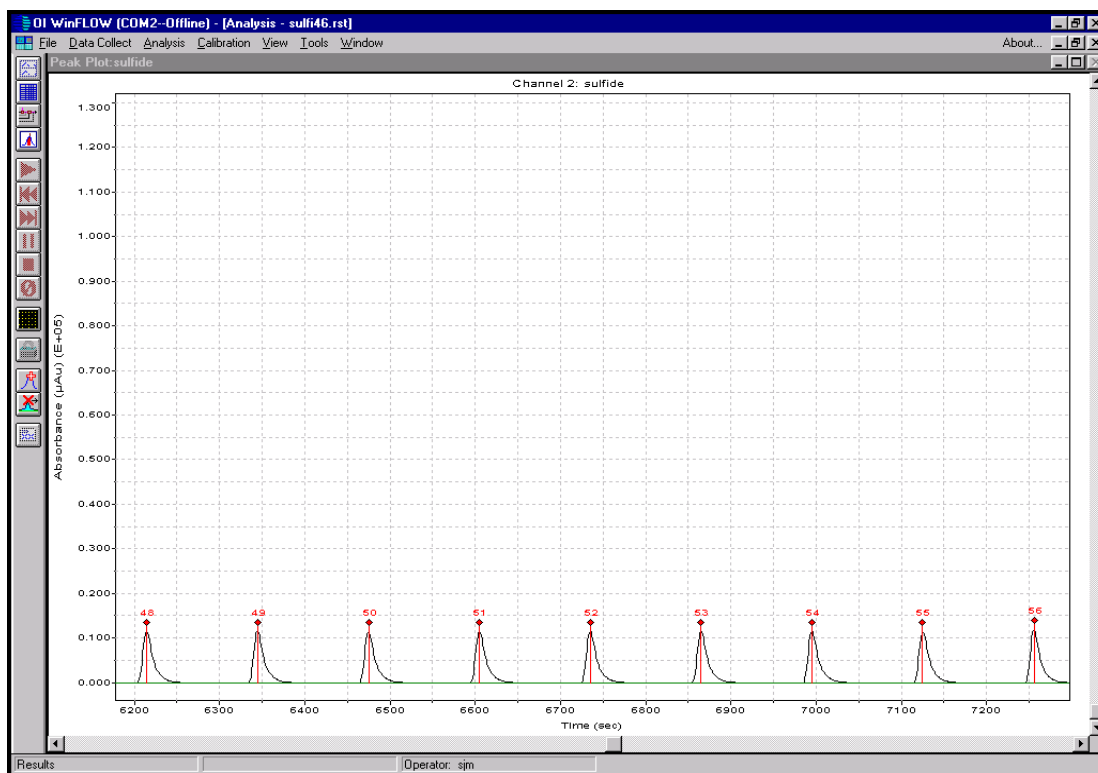 OI WinFLOW (COM2--Offline) - [Analysis - sulfi46.rst]
File Data Collect Analysis Calibration View Tools Window About...
Peak Plot:sulfide
Channel 2: sulfide
1.300
1.200
1.100
1.000
0.900
0.800
0.700
0.600
0.500
0.400
0.300
0.200
0.100
0.000
Absorbance (µAu) (E+05)
48 49 50 51 52 53 54 55 56
6200 6300 6400 6500 6600 6700 6800 6900 7000 7100 7200
Time (sec)
Results Operator: sjm